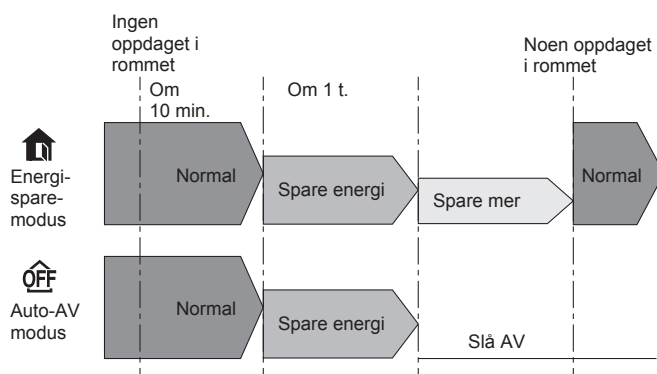 Ingen
oppdaget i
rommet
Noen oppdaget
i rommet
Om
10 min.
Om 1 t.
Energi-
spare-
modus
Normal
Spare energi
Spare mer
Normal
OFF
Auto-AV
modus
Normal
Spare energi
Slå AV